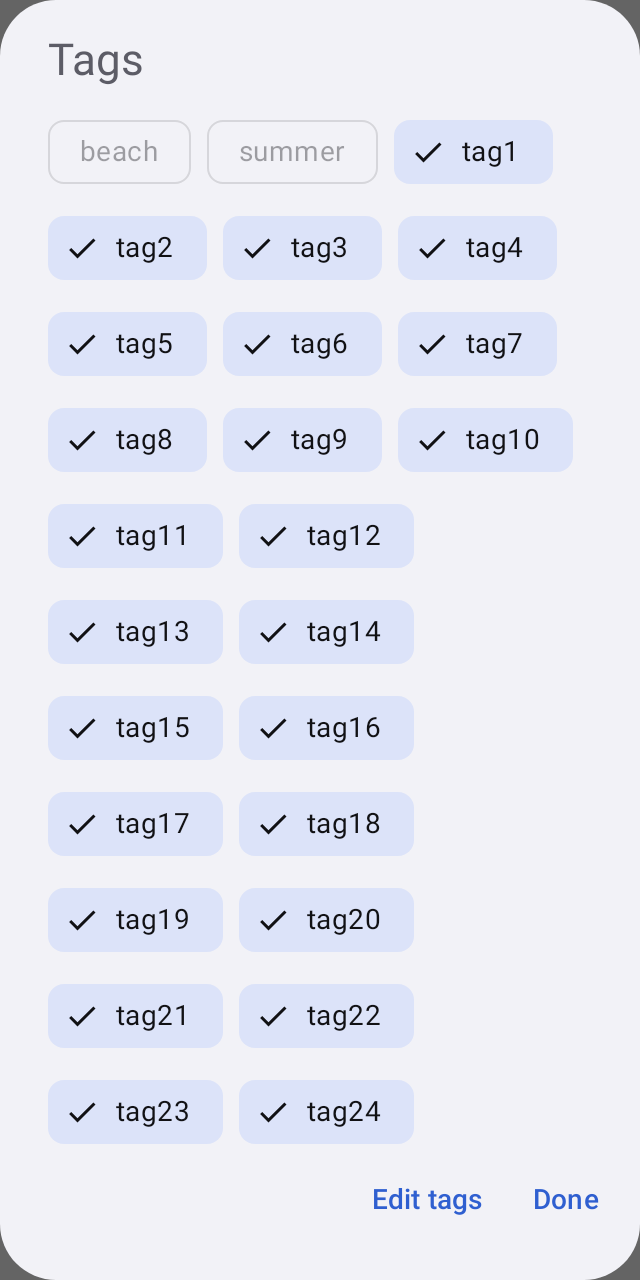 Tags
beach summer tag1
tag2 tag3 tag4
tag5 tag6 tag7
tag8 tag9 tag10
tag11 tag12
tag13 tag14
tag15 tag16
tag17 tag18
tag19 tag20
tag21 tag22
tag23 tag24
Edit tags Done